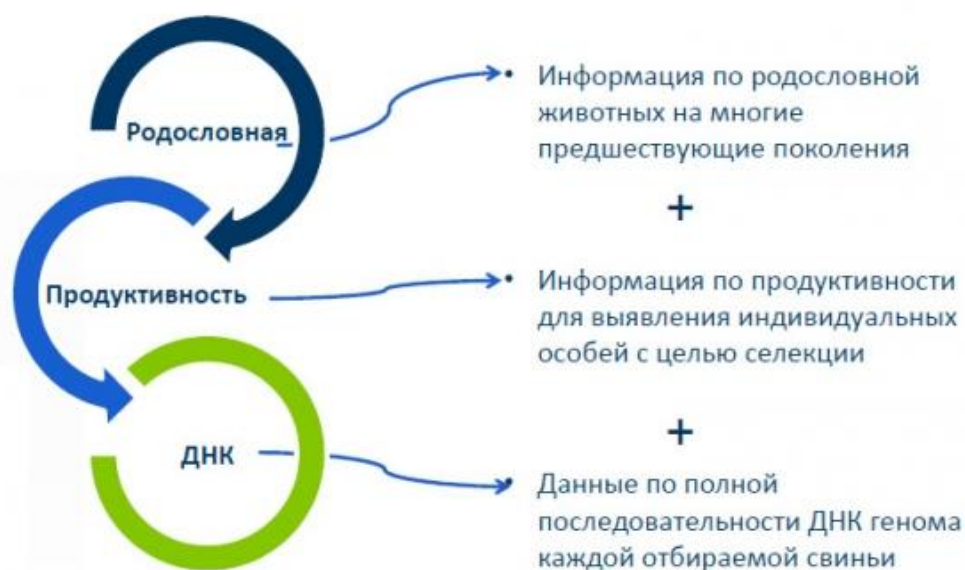 Родословная
• Информация по родословной
животных на многие
предшествующие поколения
+
Продуктивность
• Информация по продуктивности
для выявления индивидуальных
особей с целью селекции
+
ДНК
• Данные по полной
последовательности ДНК генома
каждой отбираемой свиньи